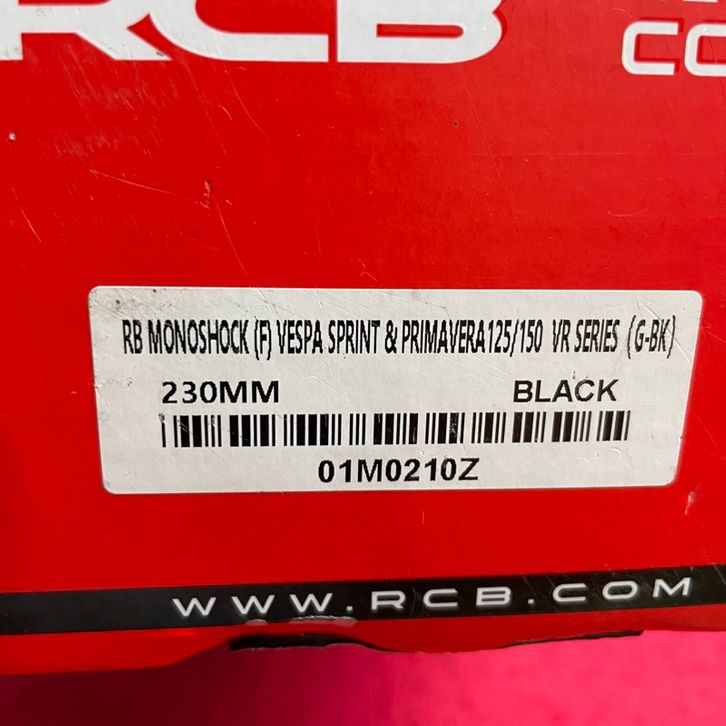 RCB
CO
RB MONOSHOCK (F) VESPA SPRINT & PRIMAVERA125/150 VR SERIES (G-BK)
230MM BLACK
01M0210Z
WWW.RCB.COM